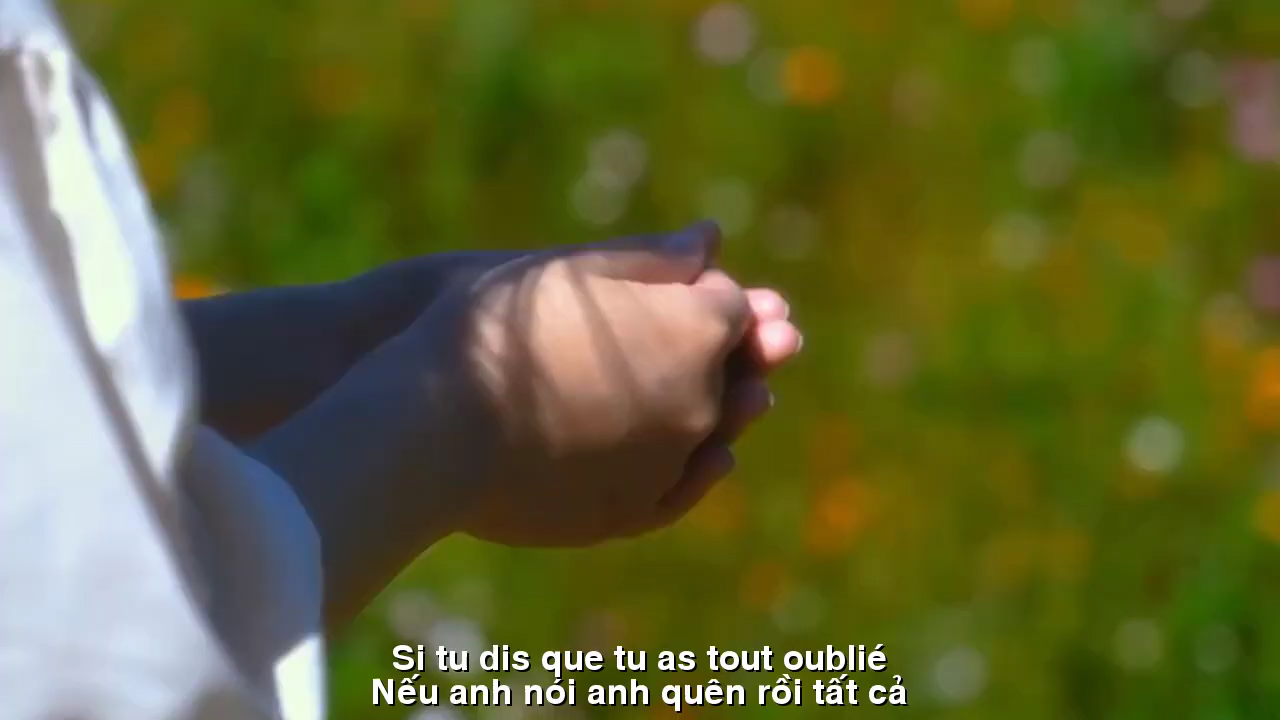 Si tu dis que tu as tout oublié
Nếu anh nói anh quên rồi tất cả